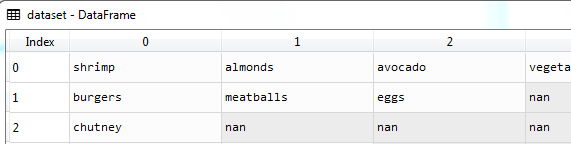 dataset - DataFrame
Index 0 1 2
0 shrimp almonds avocado vegeta
1 burgers meatballs eggs nan
2 chutney nan nan nan